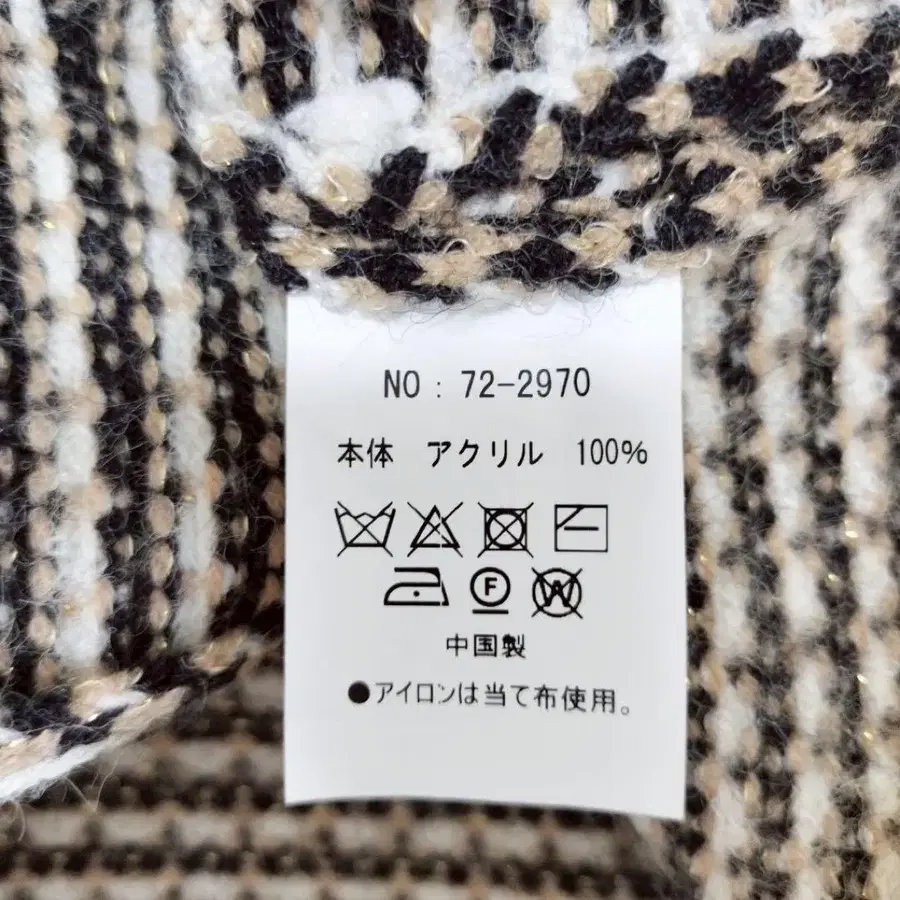 NO : 72-2970
本体 アクリル 100%
F W
中国製
●アイロンは当て布使用。